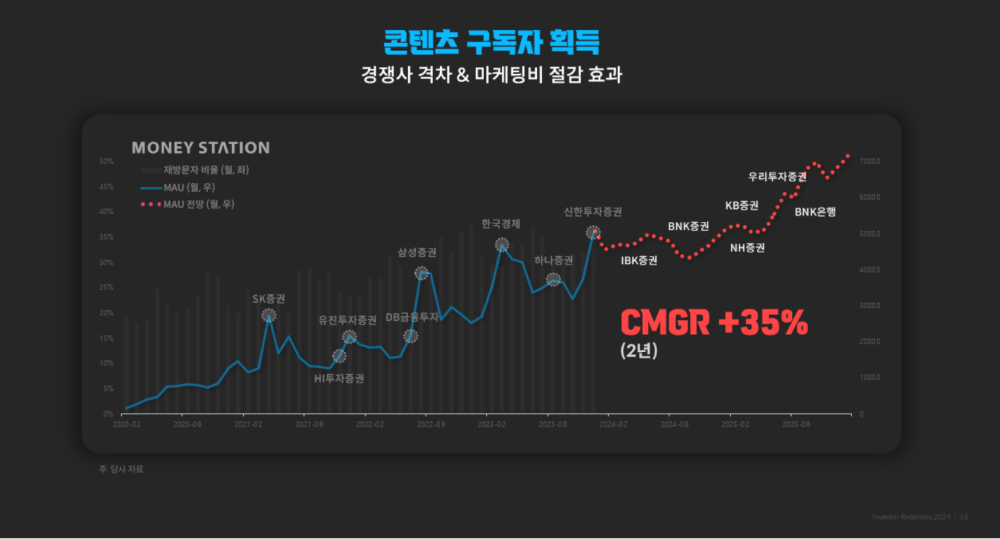 콘텐츠 구독자 획득
경쟁사 격차 & 마케팅비 절감 효과
MONEY STATION
재방문자 비율 (월, 좌)
MAU (월, 우)
MAU 전망 (월, 우)
50%
45%
40%
35%
30%
25%
20%
15%
10%
5%
0%
70000
60000
50000
40000
30000
20000
10000
0
SK증권
HI투자증권
유진투자증권
DB금융투자
삼성증권
한국경제
하나증권
신한투자증권
IBK증권
BNK증권
KB증권
NH증권
우리투자증권
BNK은행
CMGR +35%
(2년)
2020-02
2020-08
2021-02
2021-08
2022-02
2022-08
2023-02
2023-08
2024-02
2024-08
2025-02
2025-08
주: 당사 자료
Investor Relations 2024 | 16